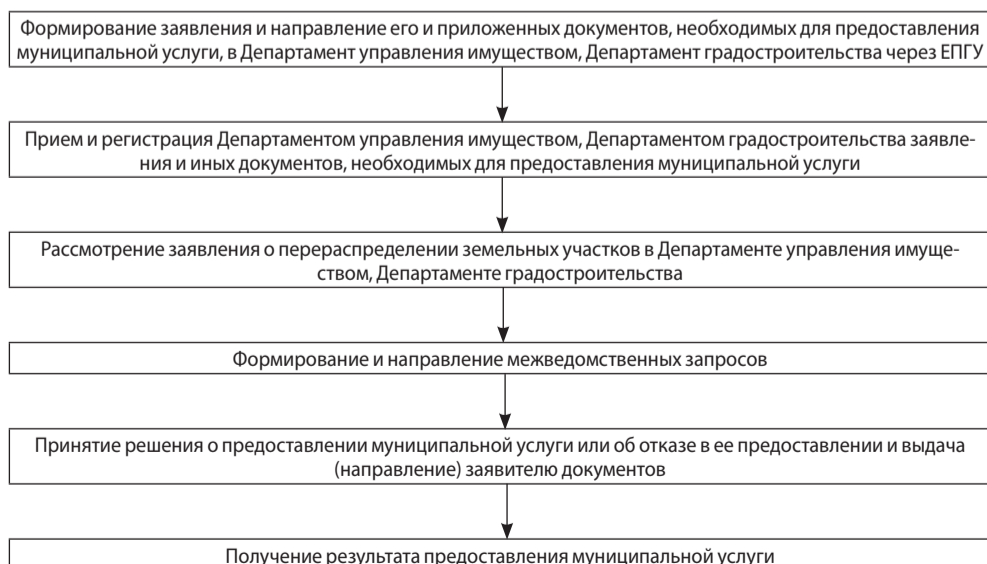 Формирование заявления и направление его и приложенных документов, необходимых для предоставления
муниципальной услуги, в Департамент управления имуществом, Департамент градостроительства через ЕПГУ
Прием и регистрация Департаментом управления имуществом, Департаментом градостроительства заявле-
ния и иных документов, необходимых для предоставления муниципальной услуги
Рассмотрение заявления о перераспределении земельных участков в Департаменте управления имуще-
ством, Департаменте градостроительства
Формирование и направление межведомственных запросов
Принятие решения о предоставлении муниципальной услуги или об отказе в ее предоставлении и выдача
(направление) заявителю документов
Получение результата предоставления муниципальной услуги